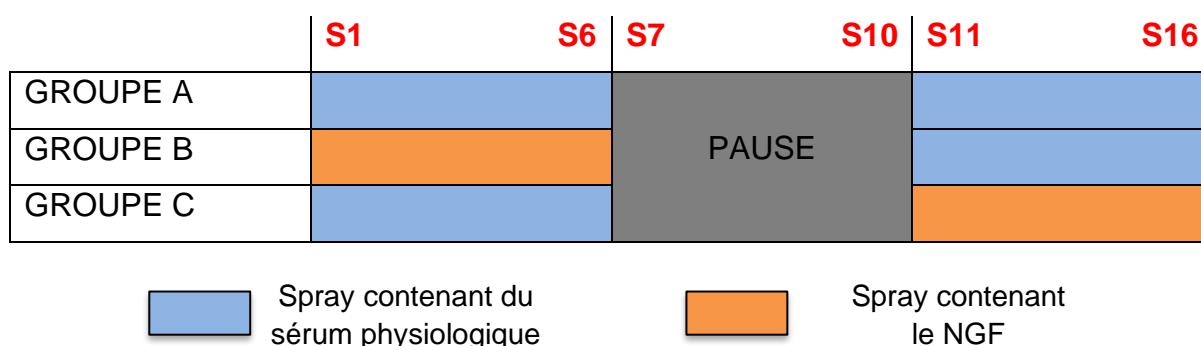 S1 S6 S7 S10 S11 S16
GROUPE A
GROUPE B
PAUSE
GROUPE C
Spray contenant du
sérum physiologique
Spray contenant
le NGF